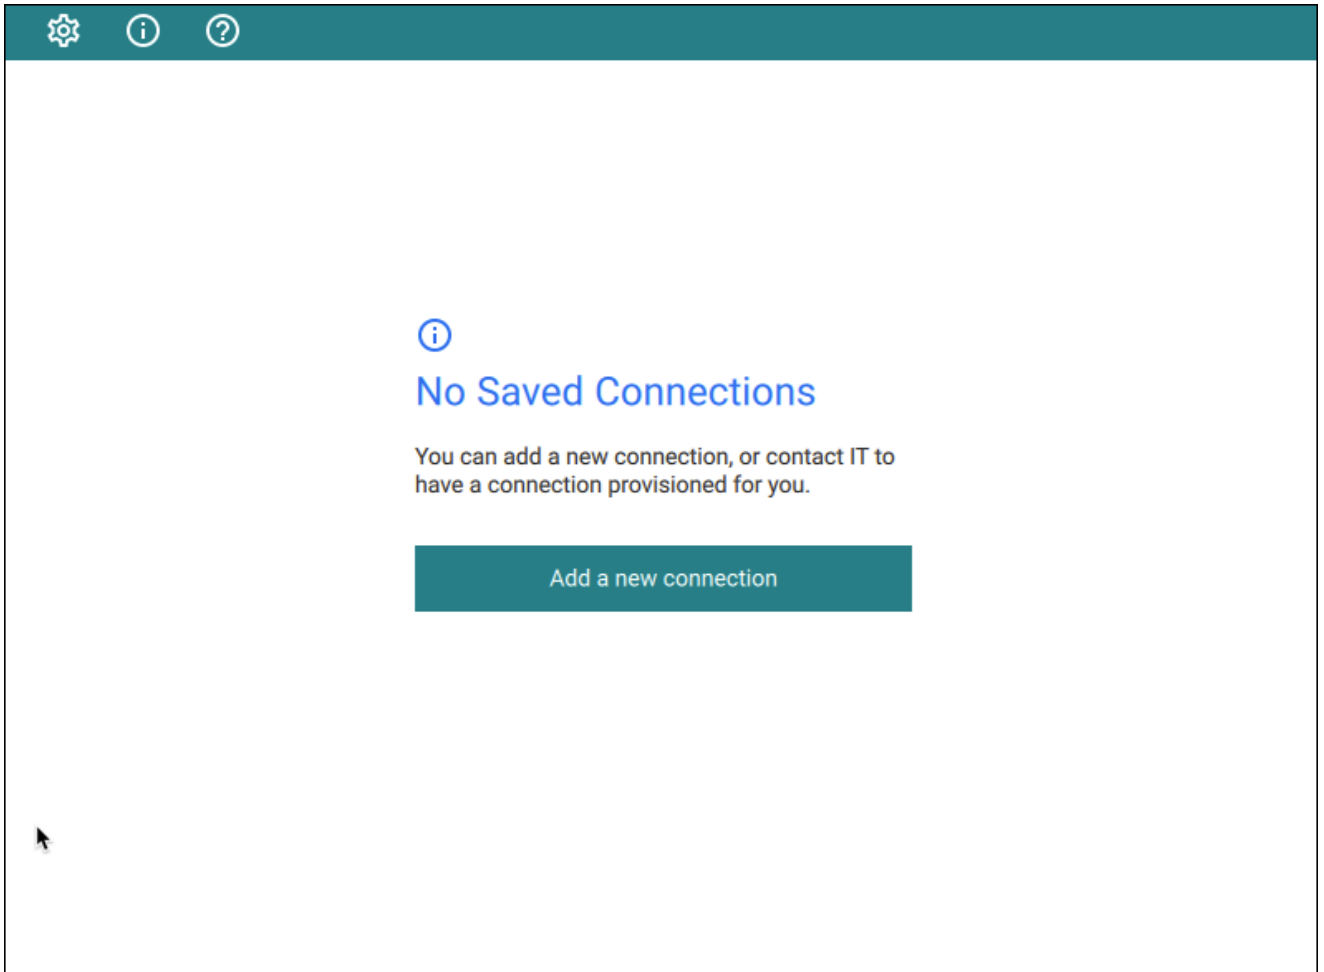 No Saved Connections
You can add a new connection, or contact IT to
have a connection provisioned for you.
Add a new connection